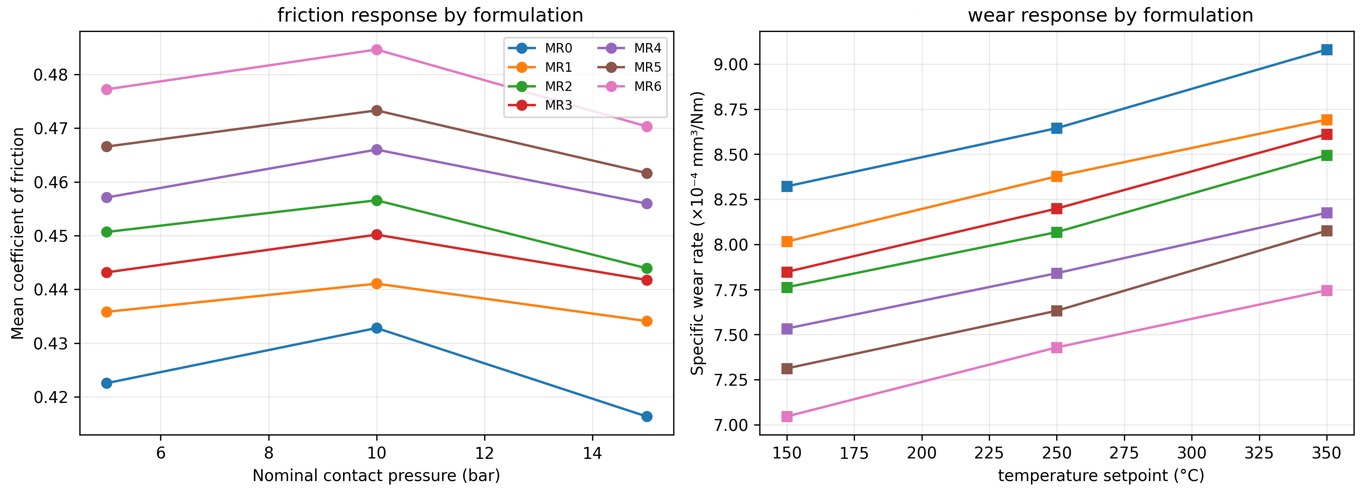 friction response by formulation
Mean coefficient of friction
0.48
0.47
0.46
0.45
0.44
0.43
0.42
MR0
MR1
MR2
MR3
MR4
MR5
MR6
6 8 10 12 14
Nominal contact pressure (bar)
wear response by formulation
Specific wear rate (×10⁻⁴ mm³/Nm)
9.00
8.75
8.50
8.25
8.00
7.75
7.50
7.25
7.00
150 175 200 225 250 275 300 325 350
temperature setpoint (°C)